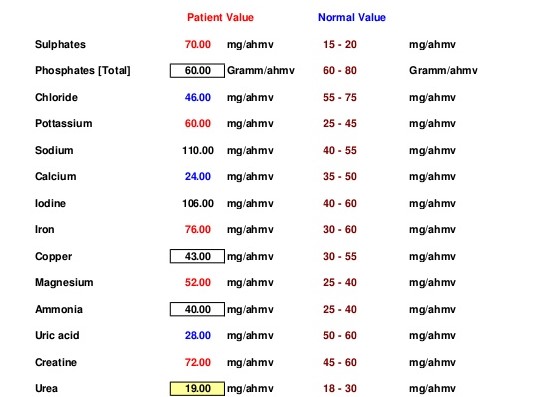 Patient Value Normal Value
Sulphates 70.00 mg/ahmv 15 - 20 mg/ahmv
Phosphates [Total] 60.00 Gramm/ahmv 60 - 80 Gramm/ahmv
Chloride 46.00 mg/ahmv 55 - 75 mg/ahmv
Pottassium 60.00 mg/ahmv 25 - 45 mg/ahmv
Sodium 110.00 mg/ahmv 40 - 55 mg/ahmv
Calcium 24.00 mg/ahmv 35 - 50 mg/ahmv
Iodine 106.00 mg/ahmv 40 - 60 mg/ahmv
Iron 76.00 mg/ahmv 30 - 60 mg/ahmv
Copper 43.00 mg/ahmv 30 - 55 mg/ahmv
Magnesium 52.00 mg/ahmv 25 - 40 mg/ahmv
Ammonia 40.00 mg/ahmv 25 - 40 mg/ahmv
Uric acid 28.00 mg/ahmv 50 - 60 mg/ahmv
Creatine 72.00 mg/ahmv 45 - 60 mg/ahmv
Urea 19.00 mg/ahmv 18 - 30 mg/ahmv